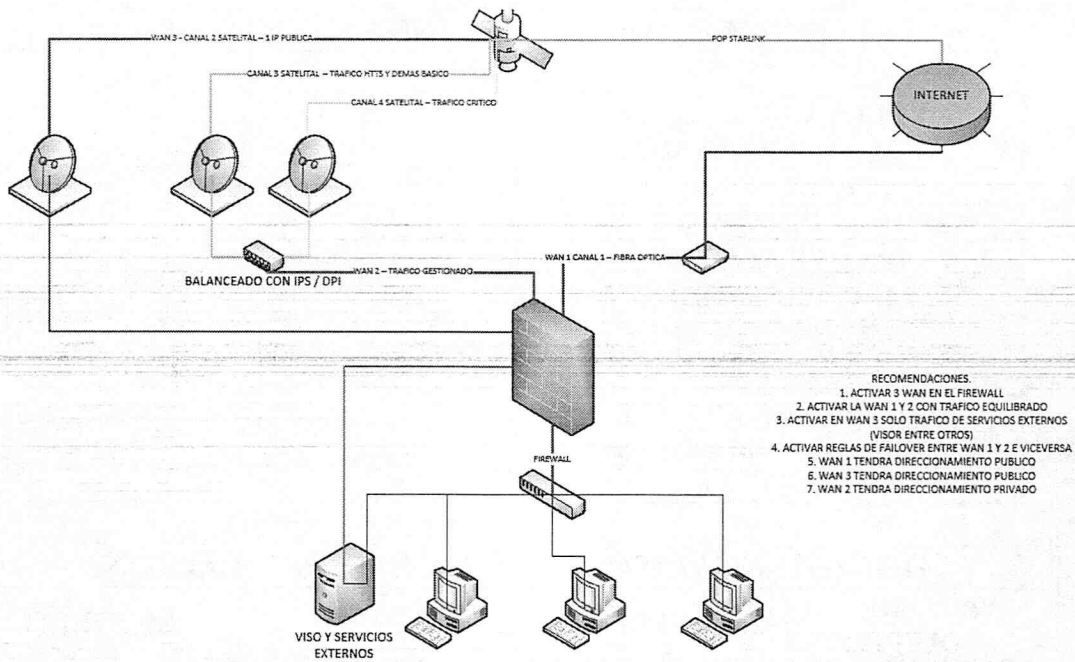 WAN 3 - CANAL 2 SATELITAL – 1 IP PUBLICA
POP STARLINK
CANAL 3 SATELITAL – TRAFICO HTTS Y DEMAS BASICO
CANAL 4 SATELITAL – TRAFICO CRITICO
INTERNET
WAN 2 – TRAFICO GESTIONADO
WAN 1 CANAL 1 – FIBRA OPTICA
BALANCEADO CON IPS / DPI
RECOMENDACIONES.
1. ACTIVAR 3 WAN EN EL FIREWALL
2. ACTIVAR LA WAN 1 Y 2 CON TRAFICO EQUILIBRADO
3. ACTIVAR EN WAN 3 SOLO TRAFICO DE SERVICIOS EXTERNOS
(VISOR ENTRE OTROS)
4. ACTIVAR REGLAS DE FAILOVER ENTRE WAN 1 Y 2 E VICEVERSA
5. WAN 1 TENDRA DIRECCIONAMIENTO PUBLICO
6. WAN 3 TENDRA DIRECCIONAMIENTO PUBLICO
7. WAN 2 TENDRA DIRECCIONAMIENTO PRIVADO
FIREWALL
VISO Y SERVICIOS
EXTERNOS